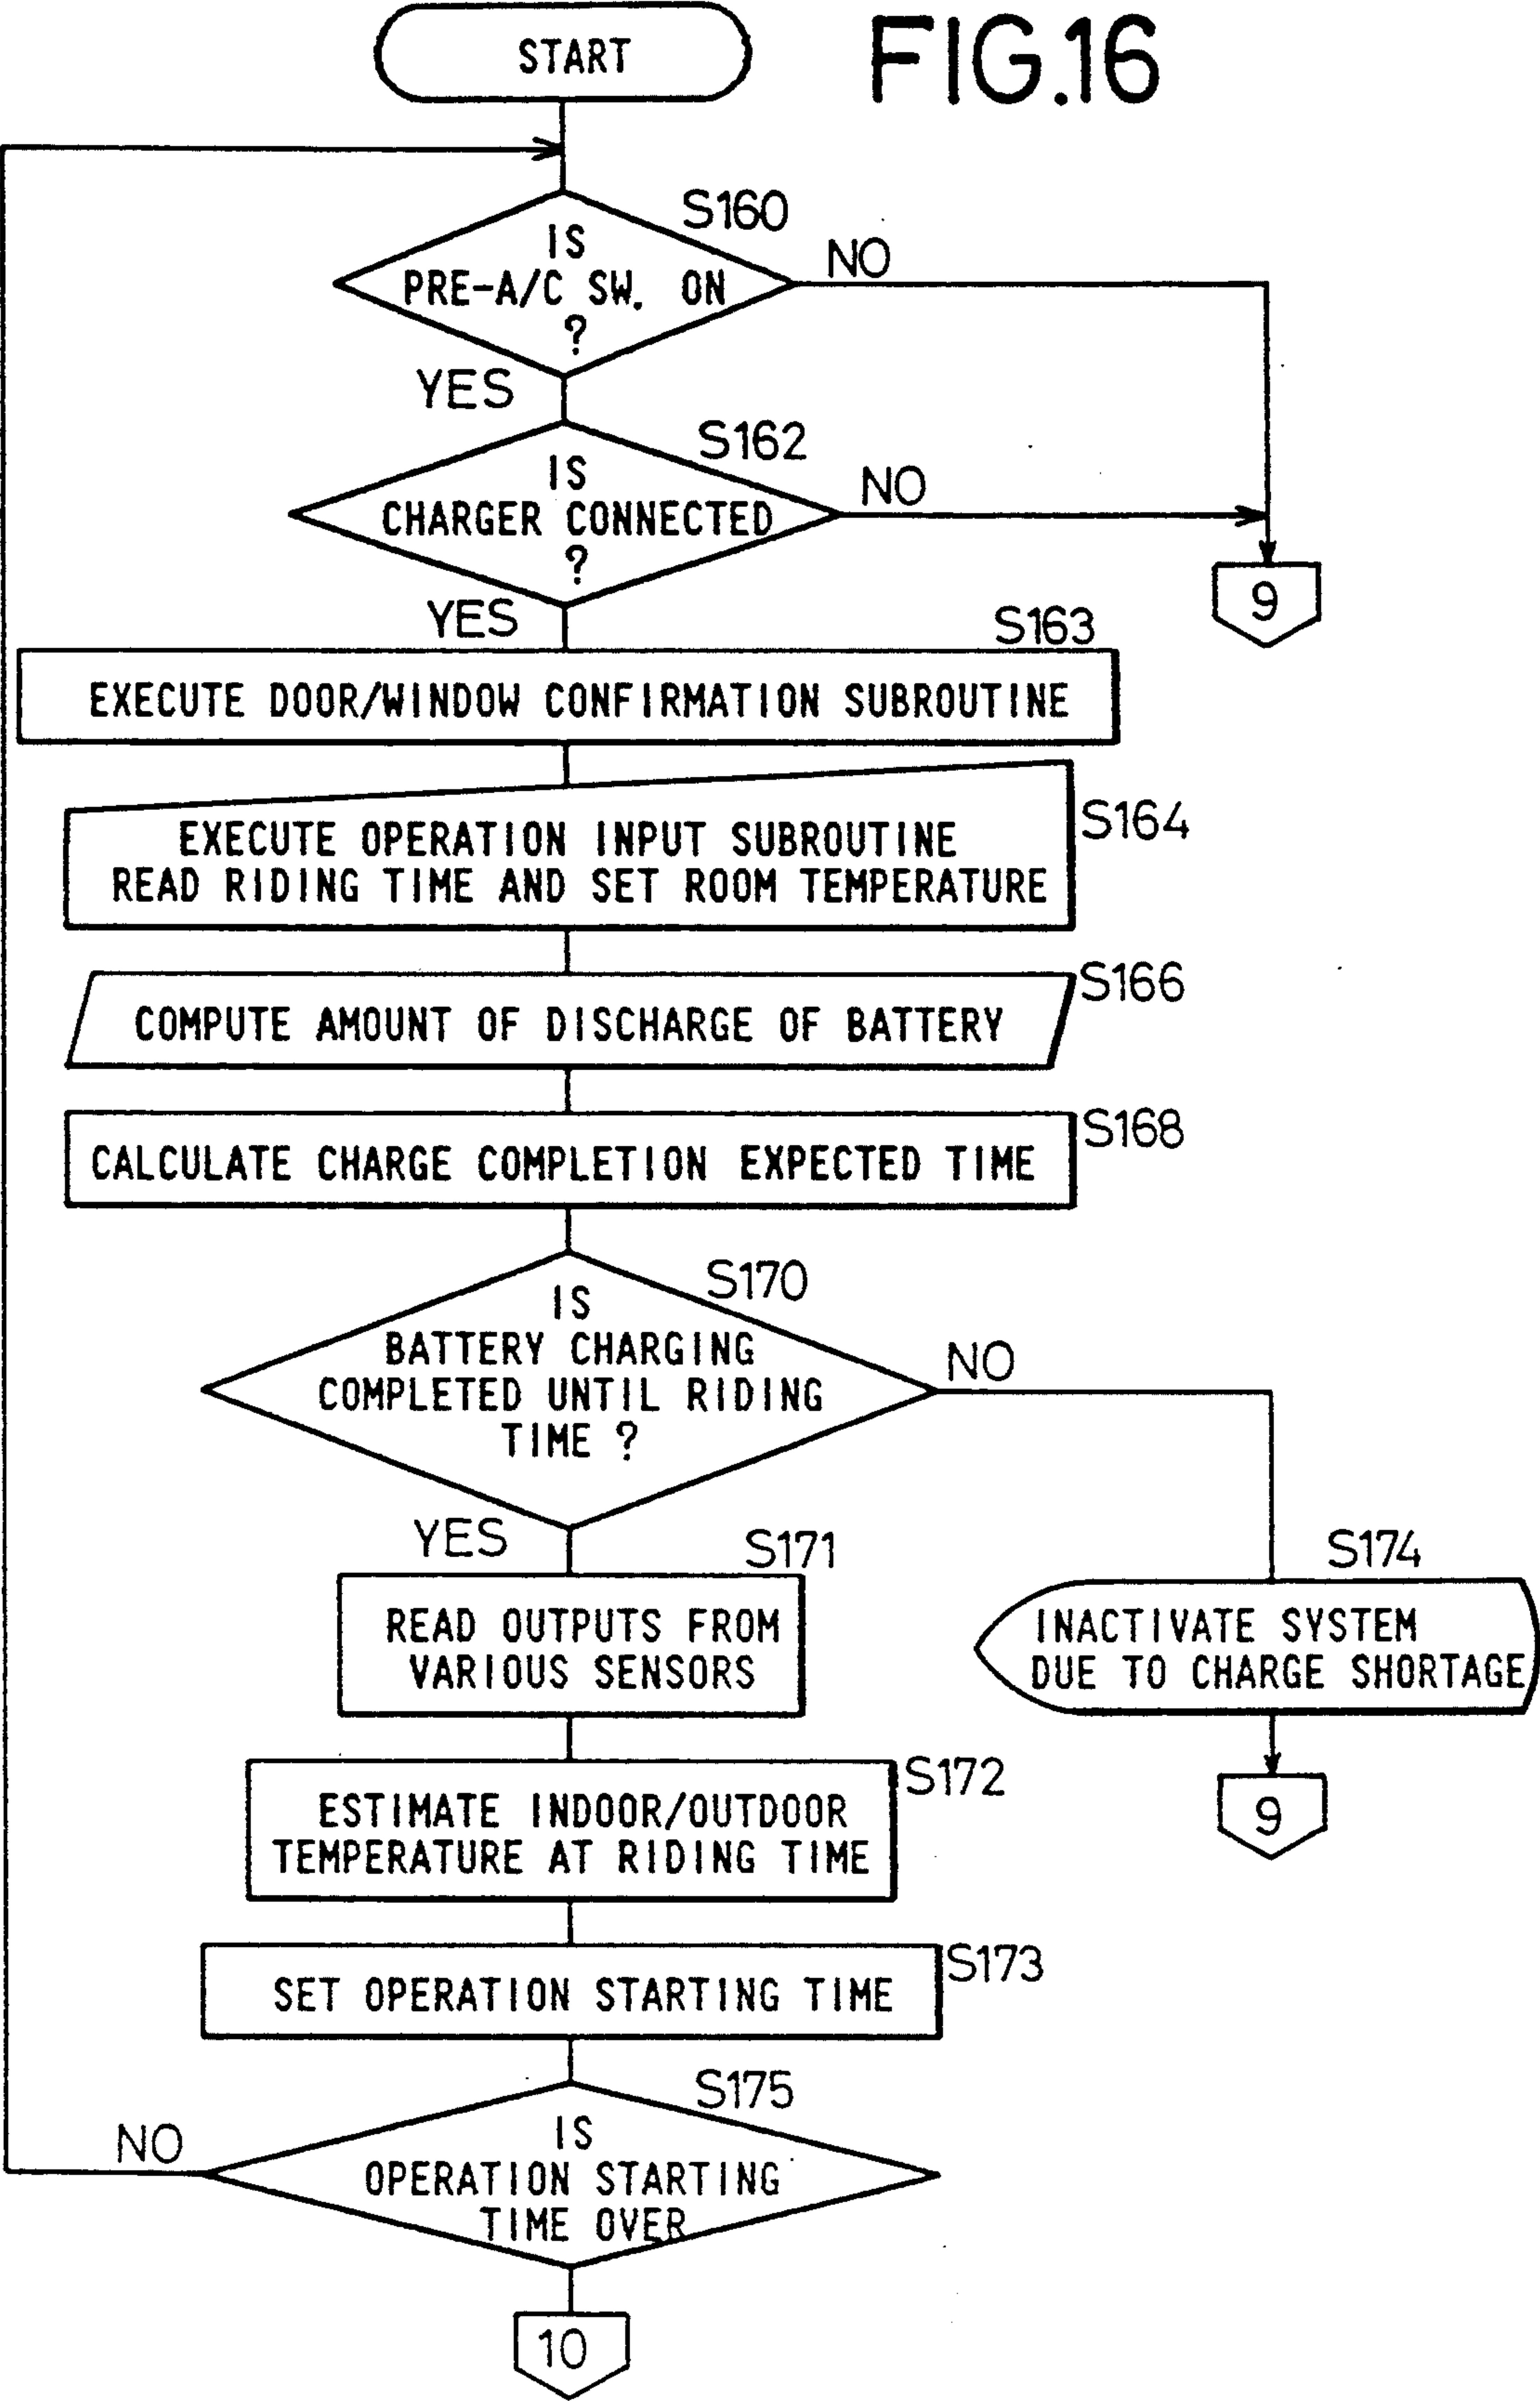 START
FIG.16
S160
IS
PRE-A/C SW. ON
?
NO
YES
S162
IS
CHARGER CONNECTED
?
NO
9
YES
S163
EXECUTE DOOR/WINDOW CONFIRMATION SUBROUTINE
S164
EXECUTE OPERATION INPUT SUBROUTINE
READ RIDING TIME AND SET ROOM TEMPERATURE
S166
COMPUTE AMOUNT OF DISCHARGE OF BATTERY
S168
CALCULATE CHARGE COMPLETION EXPECTED TIME
S170
IS
BATTERY CHARGING
COMPLETED UNTIL RIDING
TIME ?
NO
YES
S171
READ OUTPUTS FROM
VARIOUS SENSORS
S174
INACTIVATE SYSTEM
DUE TO CHARGE SHORTAGE
9
S172
ESTIMATE INDOOR/OUTDOOR
TEMPERATURE AT RIDING TIME
S173
SET OPERATION STARTING TIME
S175
IS
OPERATION STARTING
TIME OVER
NO
10